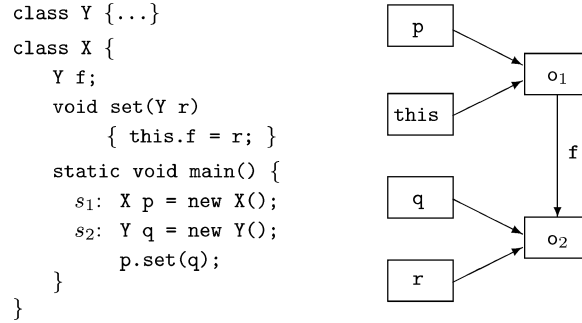 class Y {...}
class X {
Y f;
void set(Y r)
{ this.f = r; }
static void main() {
s₁: X p = new X();
s₂: Y q = new Y();
p.set(q);
}
}
p
o₁
this
f
q
o₂
r